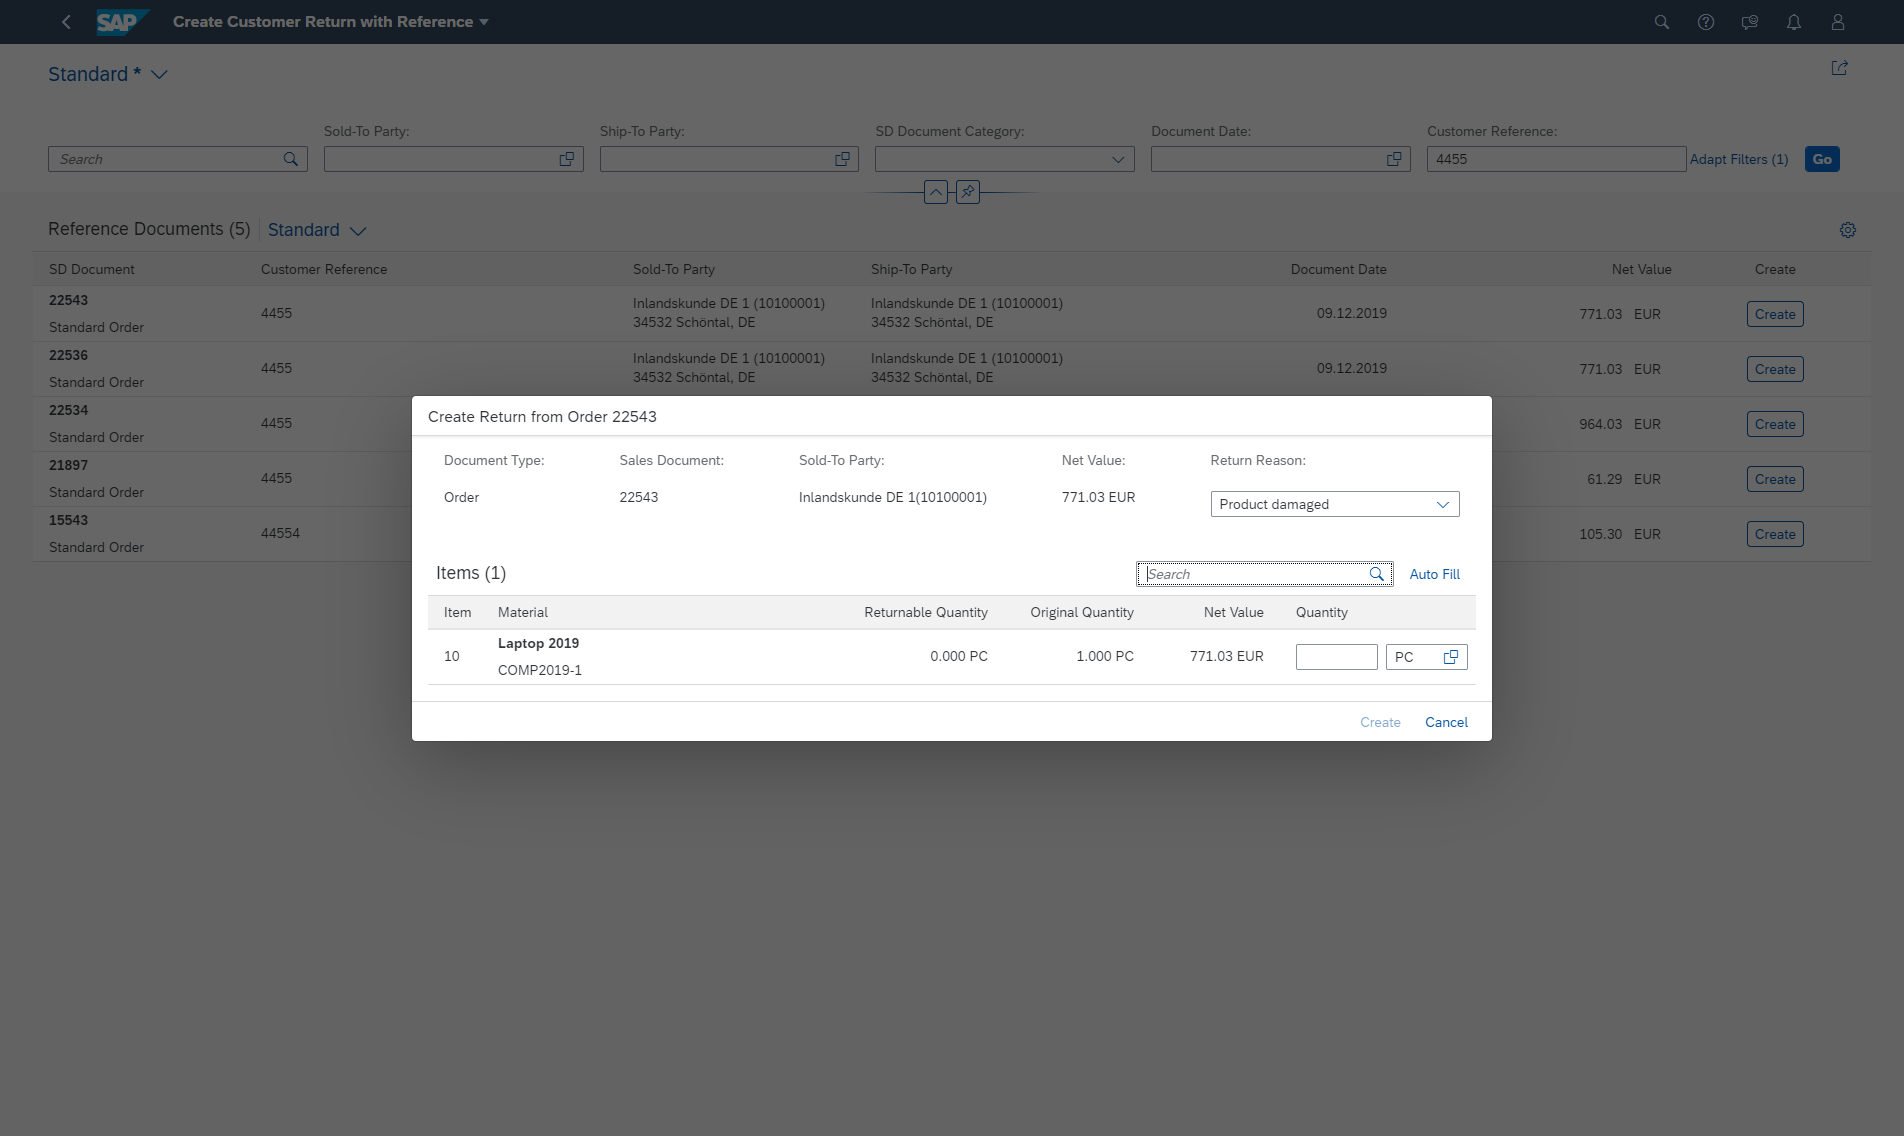 SAP Create Customer Return with Reference
Standard *
Sold-To Party: Ship-To Party: SD Document Category: Document Date: Customer Reference:
Search 4455 Adapt Filters (1) Go
Reference Documents (5) Standard
SD Document Customer Reference Sold-To Party Ship-To Party Document Date Net Value Create
22543
Standard Order
4455
Inlandskunde DE 1 (10100001)
34532 Schöntal, DE
Inlandskunde DE 1 (10100001)
34532 Schöntal, DE
09.12.2019
771.03 EUR
Create
22536
Standard Order
4455
Inlandskunde DE 1 (10100001)
34532 Schöntal, DE
Inlandskunde DE 1 (10100001)
34532 Schöntal, DE
09.12.2019
771.03 EUR
Create
22534
Standard Order
4455
964.03 EUR
Create
21897
Standard Order
4455
61.29 EUR
Create
15543
Standard Order
44554
105.30 EUR
Create
Create Return from Order 22543
Document Type: Sales Document: Sold-To Party: Net Value: Return Reason:
Order 22543 Inlandskunde DE 1(10100001) 771.03 EUR Product damaged
Items (1) Search Auto Fill
Item Material Returnable Quantity Original Quantity Net Value Quantity
10
Laptop 2019
COMP2019-1
0.000 PC
1.000 PC
771.03 EUR
PC
Create Cancel